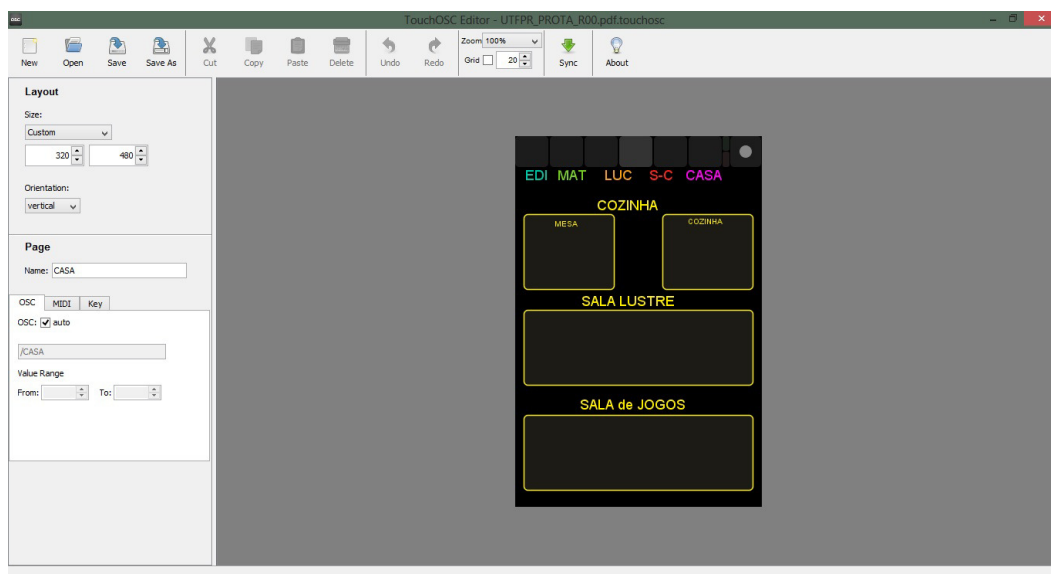 osc
TouchOSC Editor - UTFPR_PROTA_R00.pdf.touchosc
New Open Save Save As Cut Copy Paste Delete Undo Redo Zoom 100% Grid 20 Sync About
Layout
Size:
Custom
320 480
Orientation:
vertical
Page
Name: CASA
OSC MIDI Key
OSC: auto
/CASA
Value Range
From: To:
EDI MAT LUC S-C CASA
COZINHA
MESA COZINHA
SALA LUSTRE
SALA de JOGOS